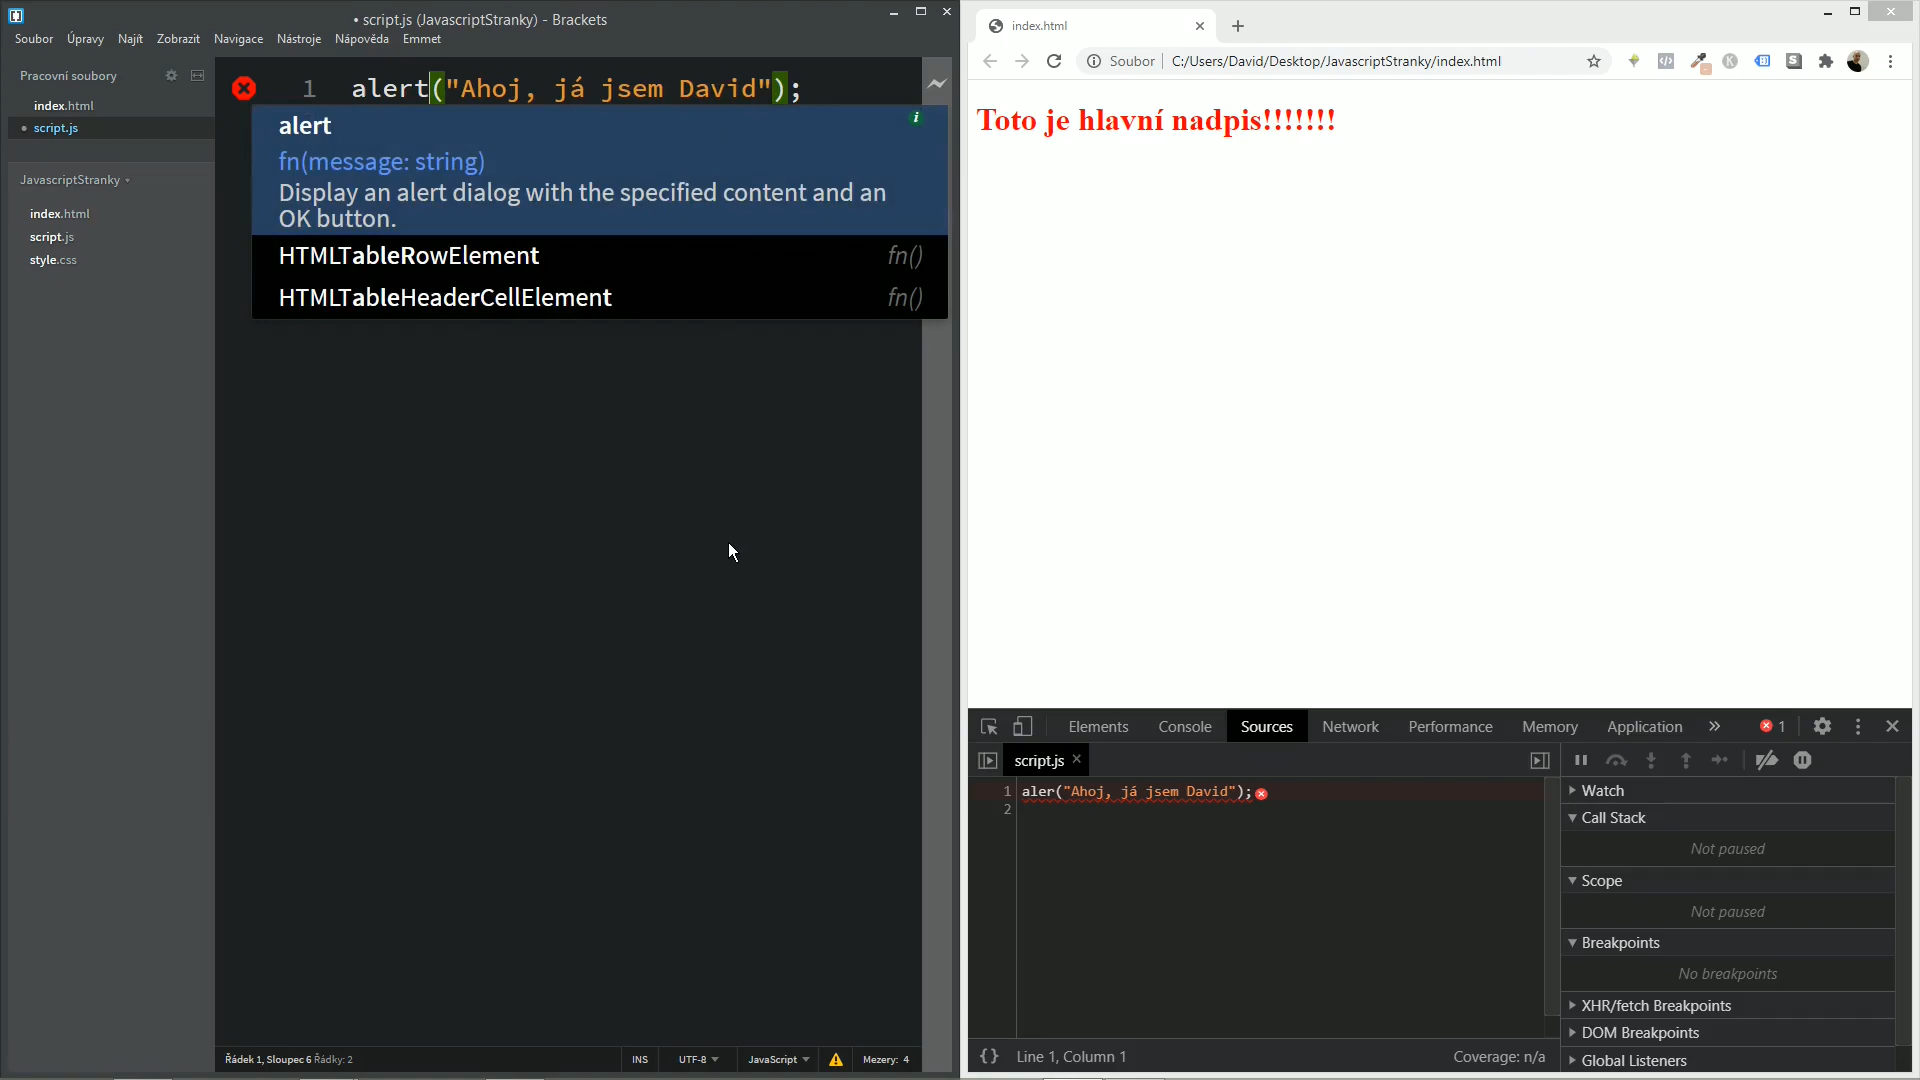 • script.js (JavascriptStranky) - Brackets
Soubor Úpravy Najít Zobrazit Navigace Nástroje Nápověda Emmet
Pracovní soubory
index.html
• script.js
JavascriptStranky
index.html
script.js
style.css
1 alert("Ahoj, já jsem David");
alert
fn(message: string)
Display an alert dialog with the specified content and an
OK button.
HTMLTableRowElement fn()
HTMLTableHeaderCellElement fn()
Řádek 1, Sloupec 6 Řádky: 2 INS UTF-8 JavaScript Mezery: 4
index.html
Soubor C:/Users/David/Desktop/JavascriptStranky/index.html
Toto je hlavní nadpis!!!!!!!
Elements Console Sources Network Performance Memory Application » 1
script.js
1 aler("Ahoj, já jsem David");
2
{} Line 1, Column 1 Coverage: n/a
Watch
Call Stack
Not paused
Scope
Not paused
Breakpoints
No breakpoints
XHR/fetch Breakpoints
DOM Breakpoints
Global Listeners